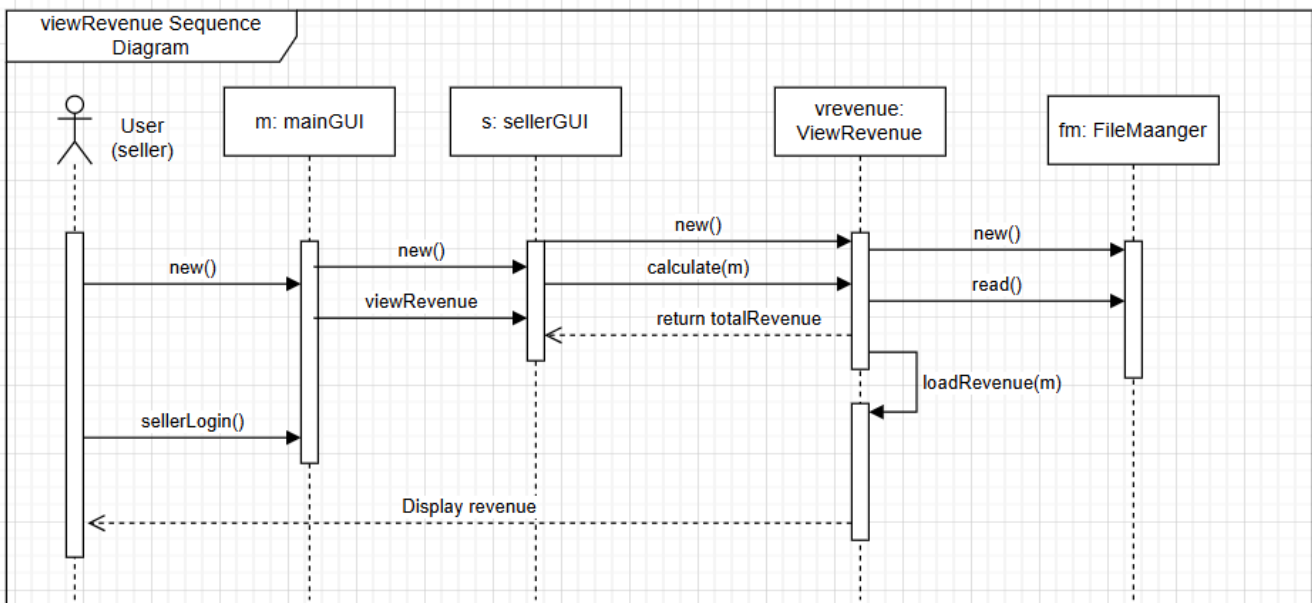 viewRevenue Sequence
Diagram
User
(seller)
m: mainGUI
s: sellerGUI
vrevenue:
ViewRevenue
fm: FileMaanger
new()
new()
new()
new()
calculate(m)
read()
viewRevenue
return totalRevenue
loadRevenue(m)
sellerLogin()
Display revenue